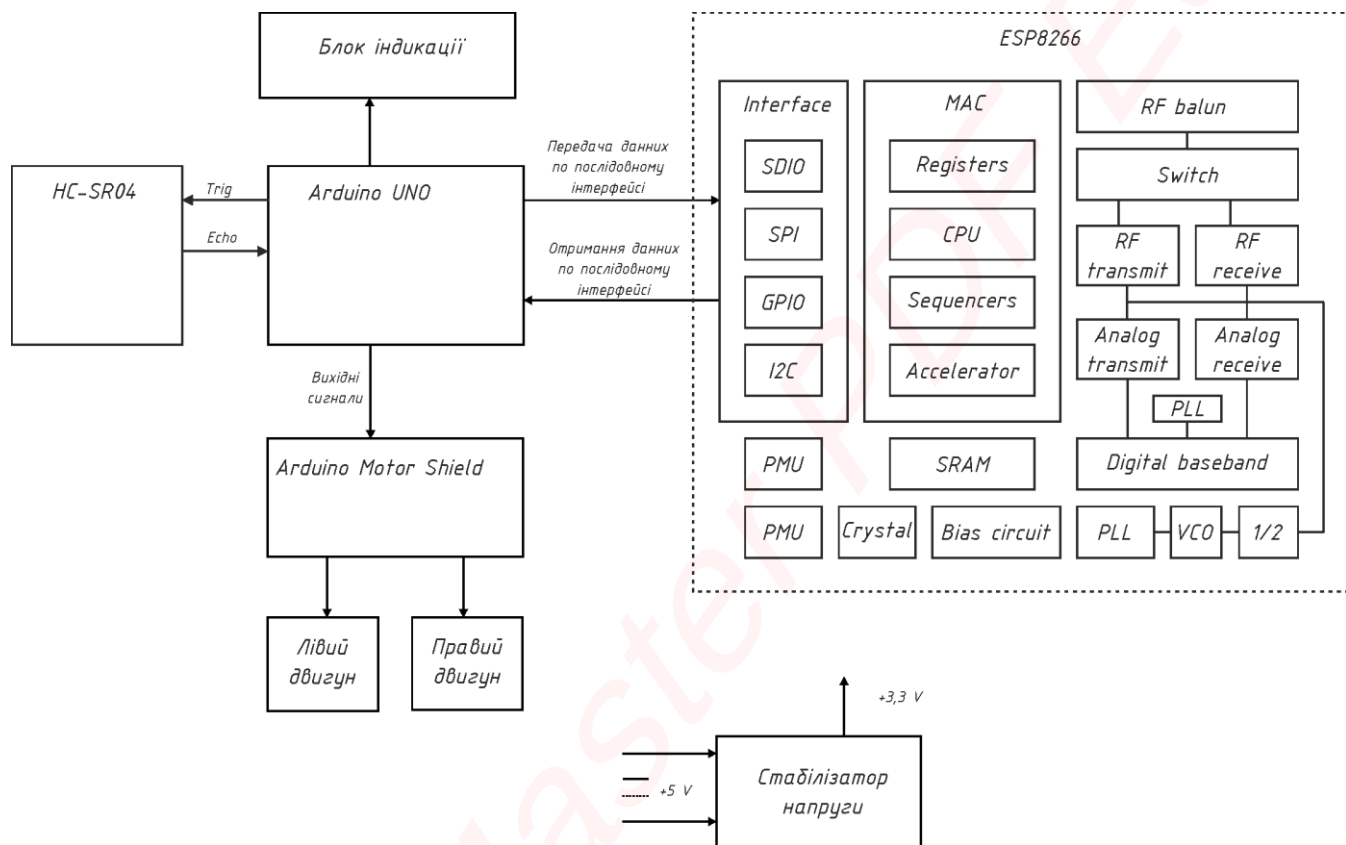 Блок індикації
HC-SR04
Trig
Echo
Arduino UNO
Передача данних
по послідовному
інтерфейсі
Отримання данних
по послідовному
інтерфейсі
Вихідні
сигнали
Arduino Motor Shield
Лівий
двигун
Правий
двигун
ESP8266
Interface
SDIO
SPI
GPIO
I2C
MAC
Registers
CPU
Sequencers
Accelerator
RF balun
Switch
RF
transmit
RF
receive
Analog
transmit
Analog
receive
PLL
Digital baseband
PMU
SRAM
PMU
Crystal
Bias circuit
PLL
VCO
1/2
+3,3 V
+5 V
Стабілізатор
напруги
Master PDF E